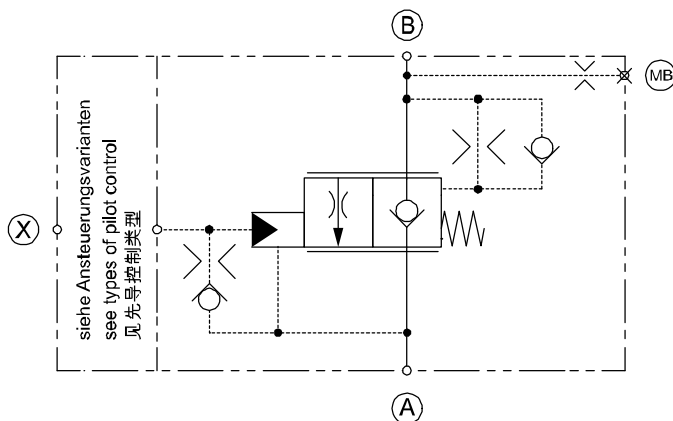 B
MB
X
siehe Ansteuerungsvarianten
see types of pilot control
见先导控制类型
A